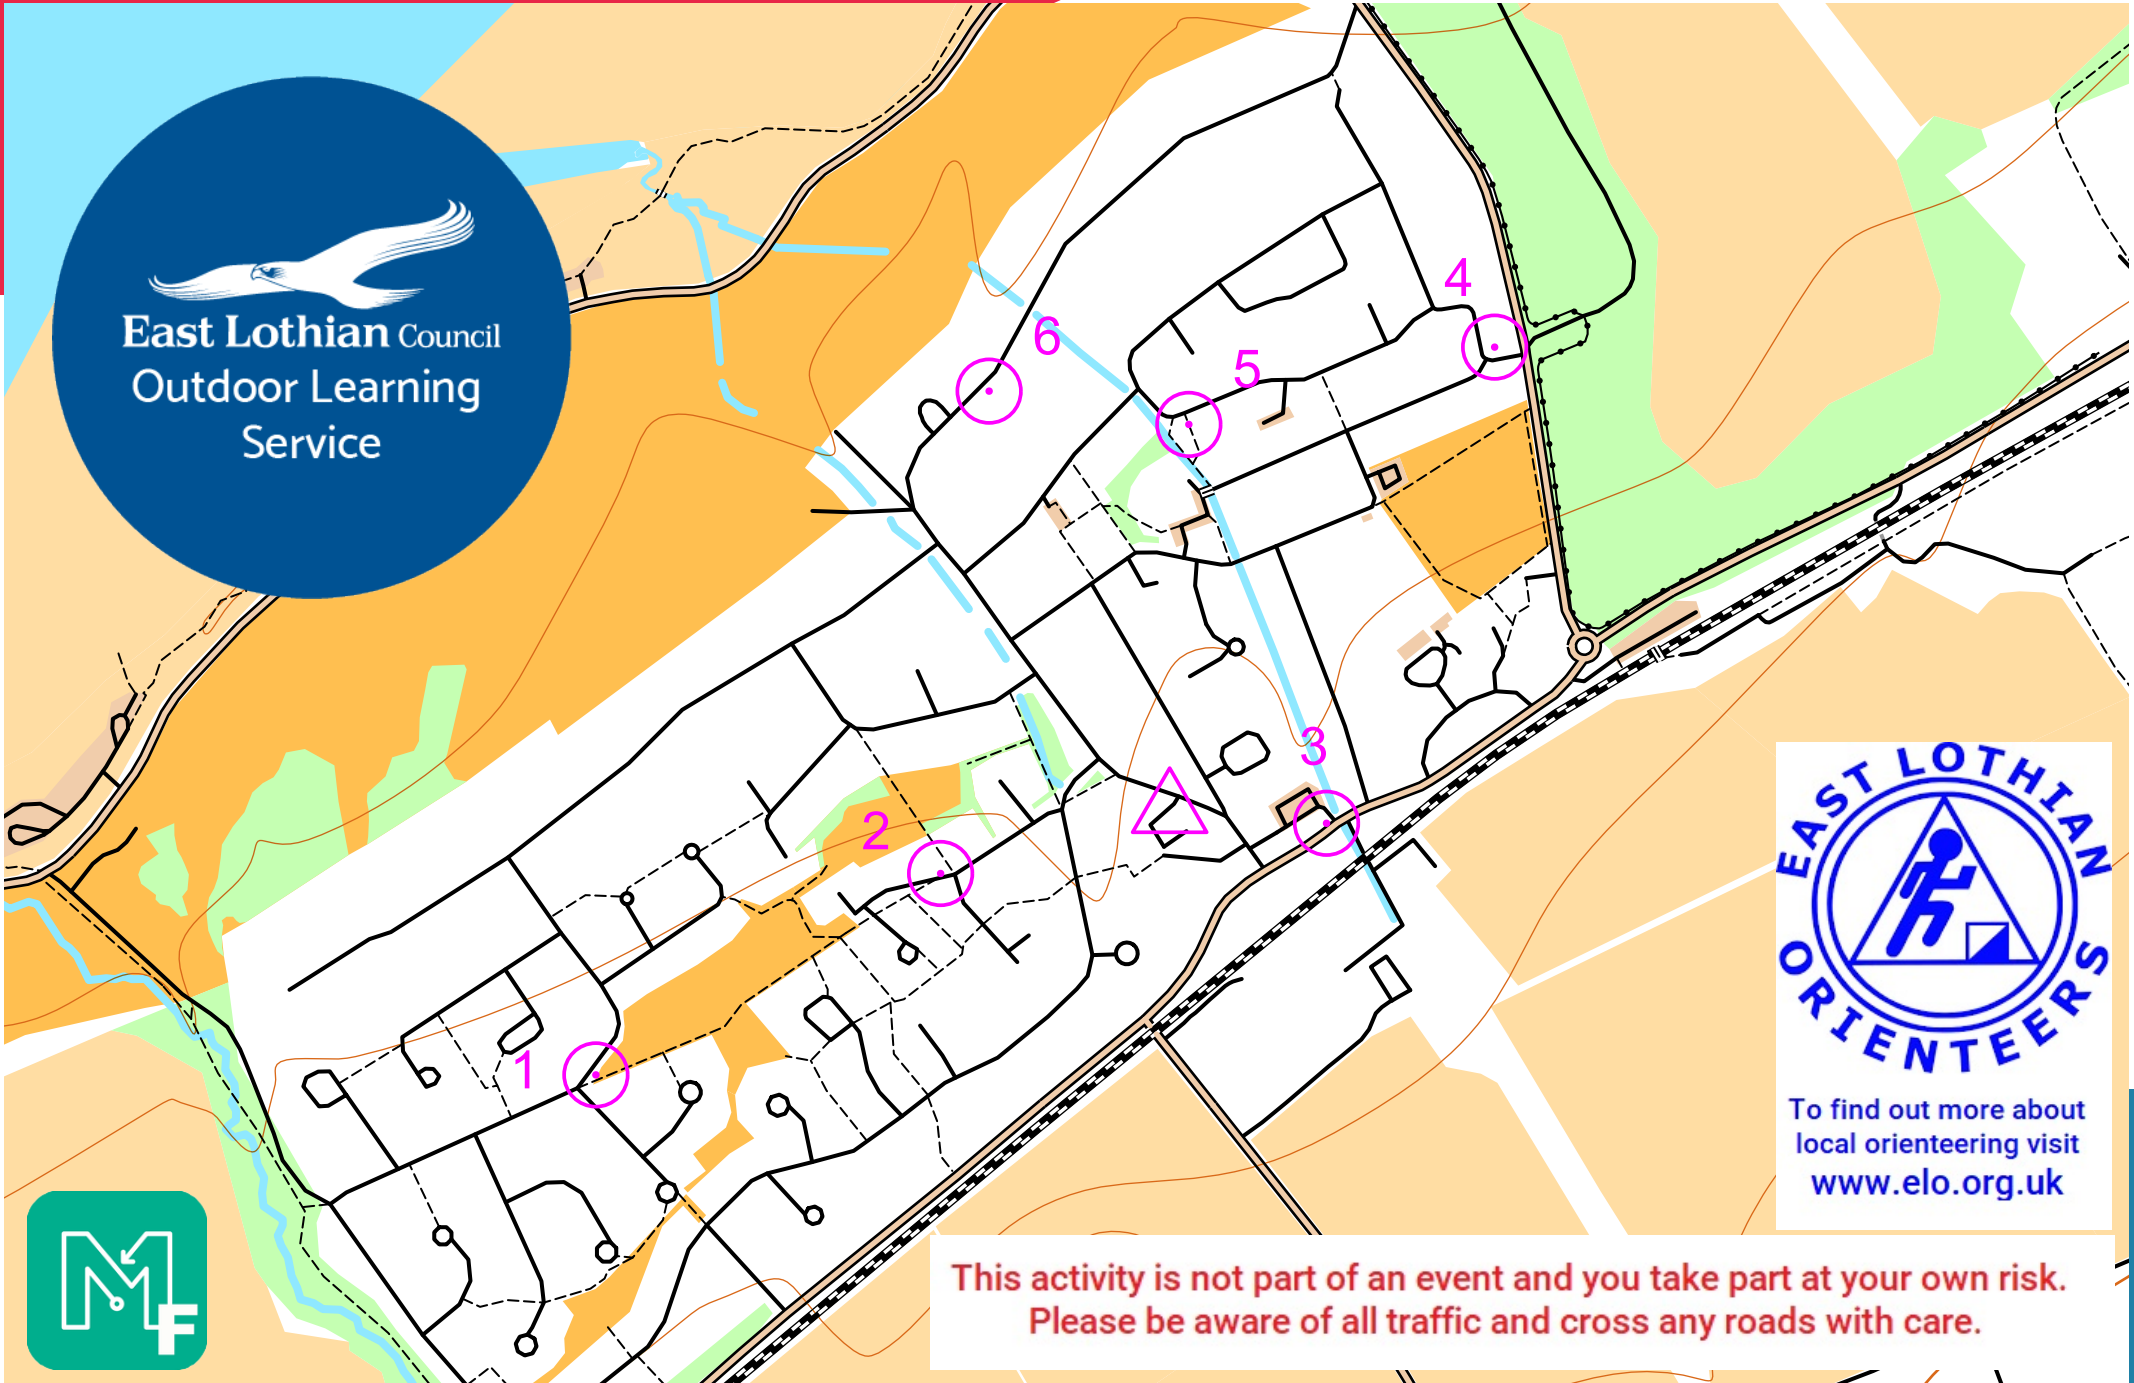 East Lothian Council
Outdoor Learning
Service
4
6
5
3
2
1
EAST LOTHIAN
ORIENTEERS
To find out more about
local orienteering visit
www.elo.org.uk
MF
This activity is not part of an event and you take part at your own risk.
Please be aware of all traffic and cross any roads with care.